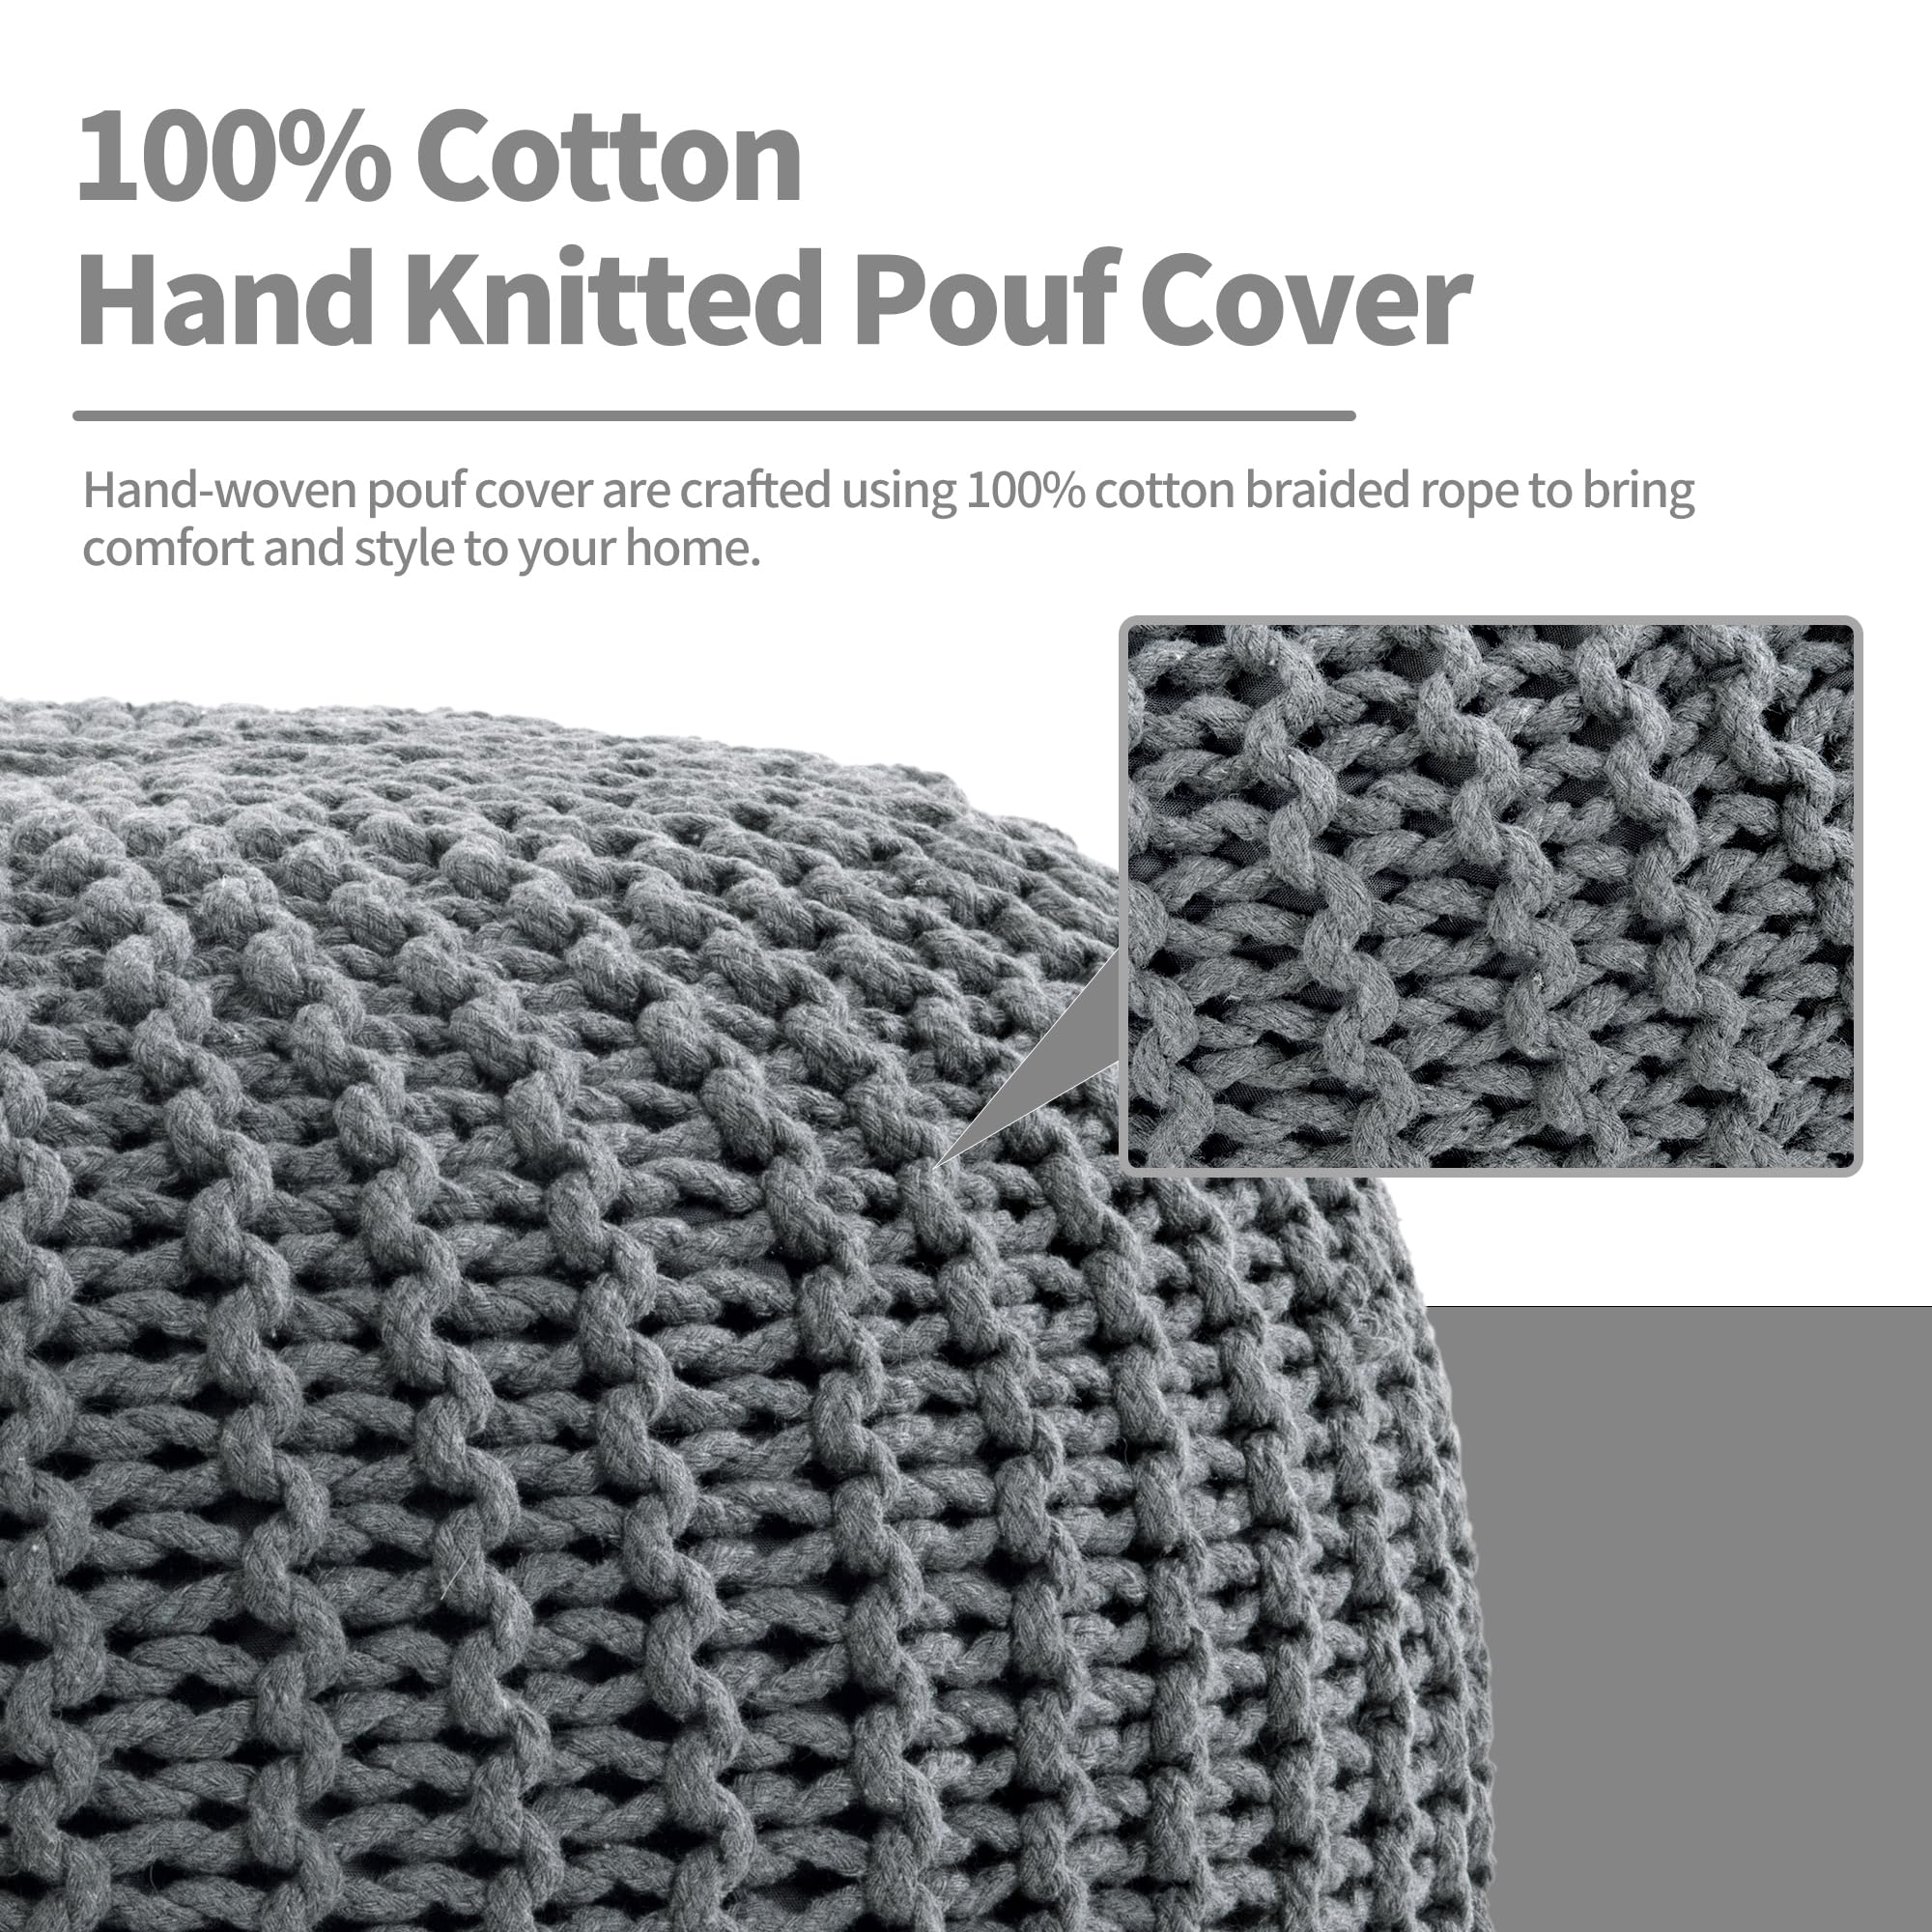 100% Cotton
Hand Knitted Pouf Cover
Hand-woven pouf cover are crafted using 100% cotton braided rope to bring
comfort and style to your home.